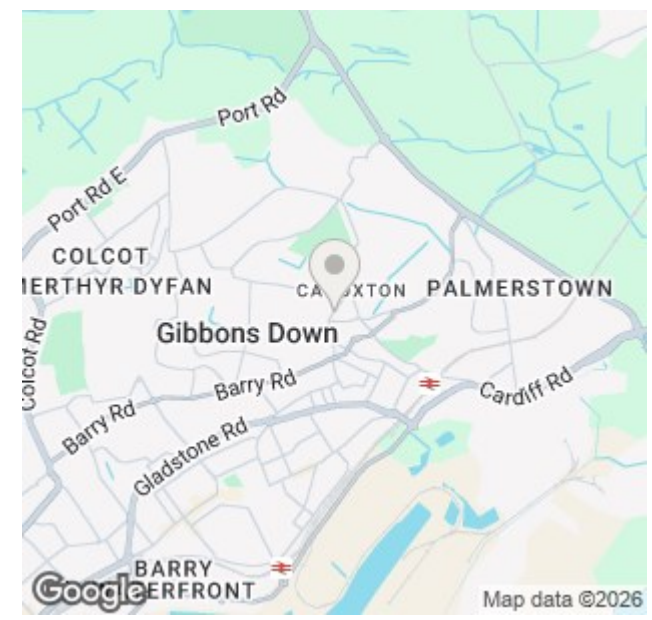 Port Rd
Port Rd E
COLCOT
MERTHYR DYFAN
PALMERSTOWN
Gibbons Down
Colcot Rd
Barry Rd
Cardiff Rd
Barry Rd
Gladstone Rd
BARRY
Google
Map data ©2026